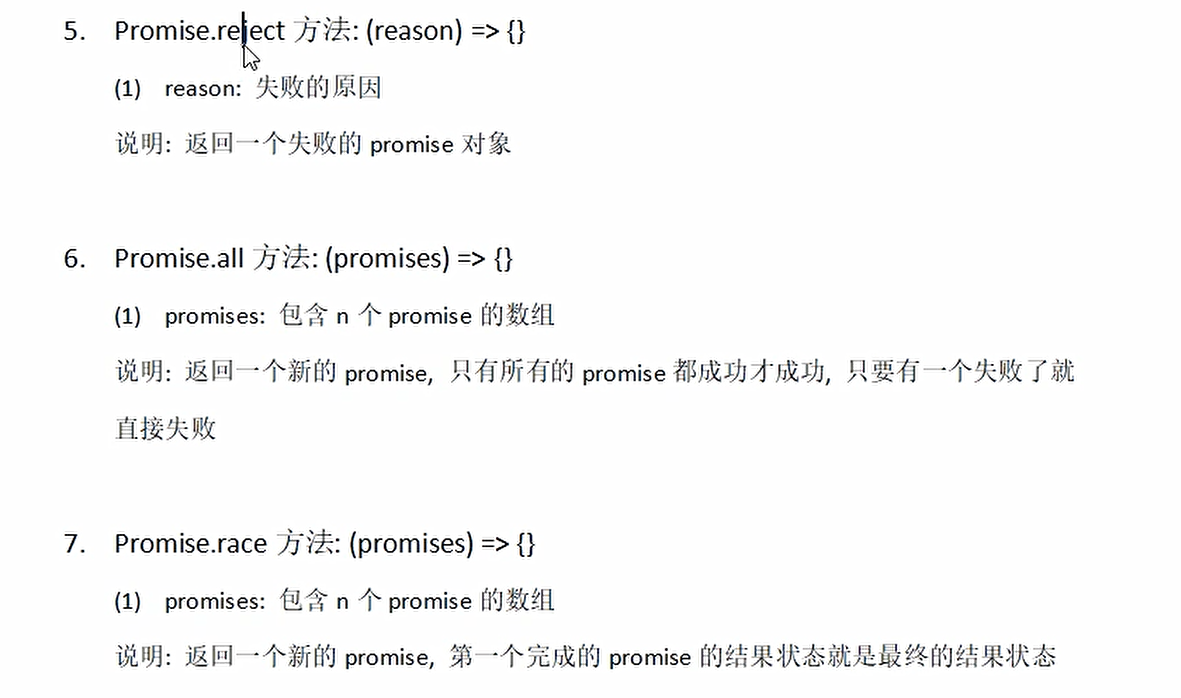 5. Promise.reject 方法: (reason) => {}
(1) reason: 失败的原因
说明: 返回一个失败的 promise 对象
6. Promise.all 方法: (promises) => {}
(1) promises: 包含 n 个 promise 的数组
说明: 返回一个新的 promise, 只有所有的 promise 都成功才成功, 只要有一个失败了就
直接失败
7. Promise.race 方法: (promises) => {}
(1) promises: 包含 n 个 promise 的数组
说明: 返回一个新的 promise, 第一个完成的 promise 的结果状态就是最终的结果状态